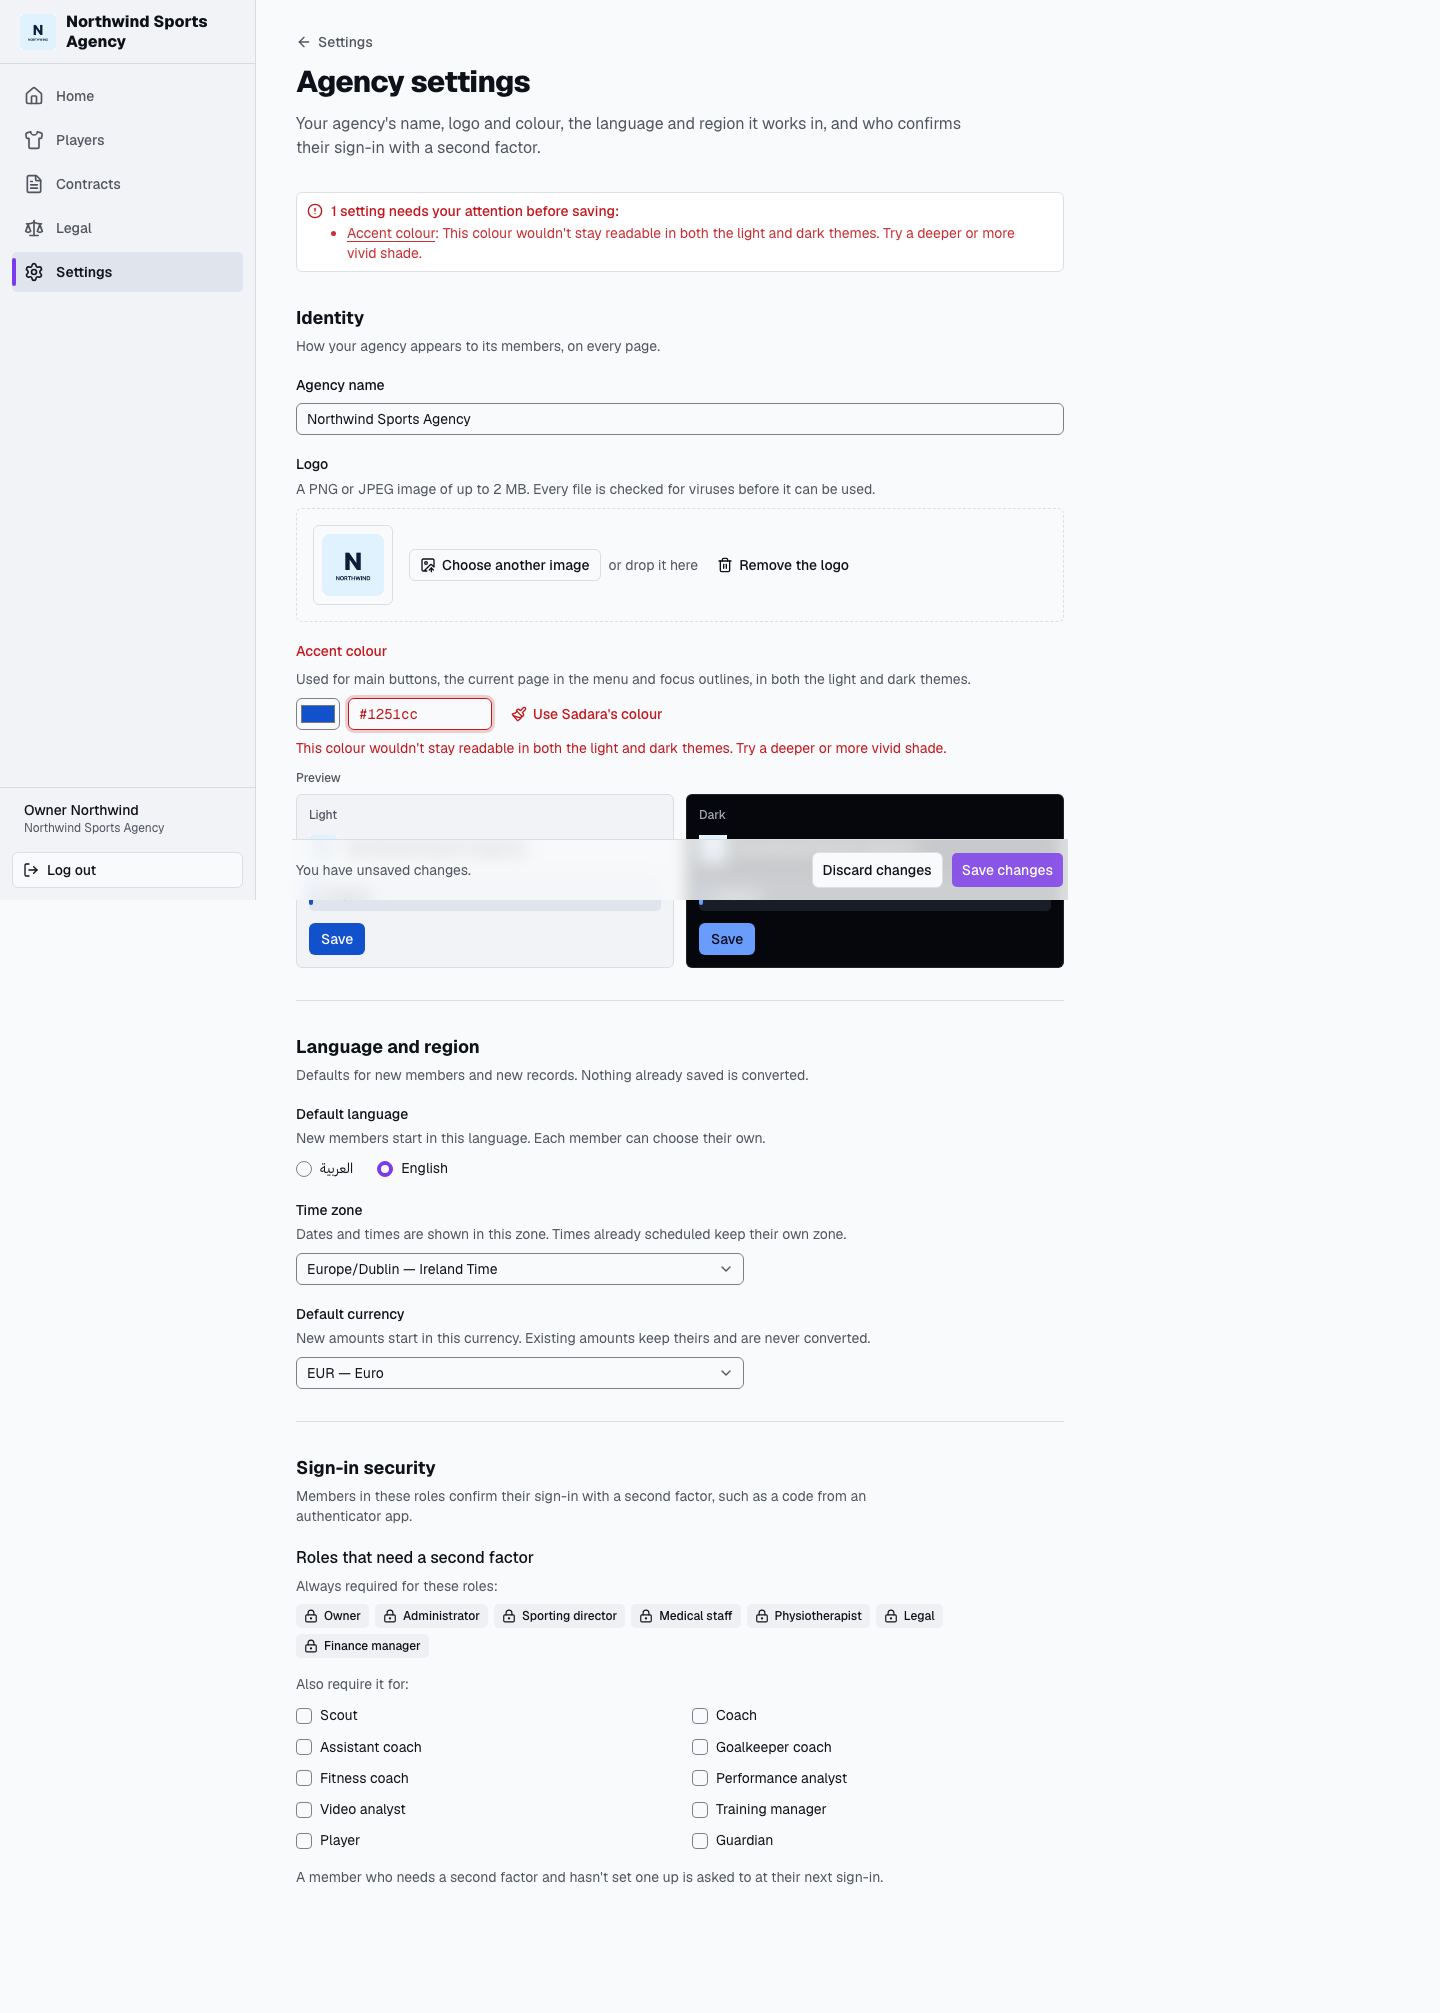 N
NORTHWIND
Northwind Sports
Agency
Home
Players
Contracts
Legal
Settings
Owner Northwind
Northwind Sports Agency
Log out
Settings
Agency settings
Your agency's name, logo and colour, the language and region it works in, and who confirms
their sign-in with a second factor.
1 setting needs your attention before saving:
Accent colour: This colour wouldn't stay readable in both the light and dark themes. Try a deeper or more
vivid shade.
Identity
How your agency appears to its members, on every page.
Agency name
Northwind Sports Agency
Logo
A PNG or JPEG image of up to 2 MB. Every file is checked for viruses before it can be used.
N
NORTHWIND
Choose another image
or drop it here
Remove the logo
Accent colour
Used for main buttons, the current page in the menu and focus outlines, in both the light and dark themes.
#1251cc
Use Sadara's colour
This colour wouldn't stay readable in both the light and dark themes. Try a deeper or more vivid shade.
Preview
Light
Dark
You have unsaved changes.
Discard changes
Save changes
Save
Save
Language and region
Defaults for new members and new records. Nothing already saved is converted.
Default language
New members start in this language. Each member can choose their own.
العربية
English
Time zone
Dates and times are shown in this zone. Times already scheduled keep their own zone.
Europe/Dublin — Ireland Time
Default currency
New amounts start in this currency. Existing amounts keep theirs and are never converted.
EUR — Euro
Sign-in security
Members in these roles confirm their sign-in with a second factor, such as a code from an
authenticator app.
Roles that need a second factor
Always required for these roles:
Owner
Administrator
Sporting director
Medical staff
Physiotherapist
Legal
Finance manager
Also require it for:
Scout
Coach
Assistant coach
Goalkeeper coach
Fitness coach
Performance analyst
Video analyst
Training manager
Player
Guardian
A member who needs a second factor and hasn't set one up is asked to at their next sign-in.